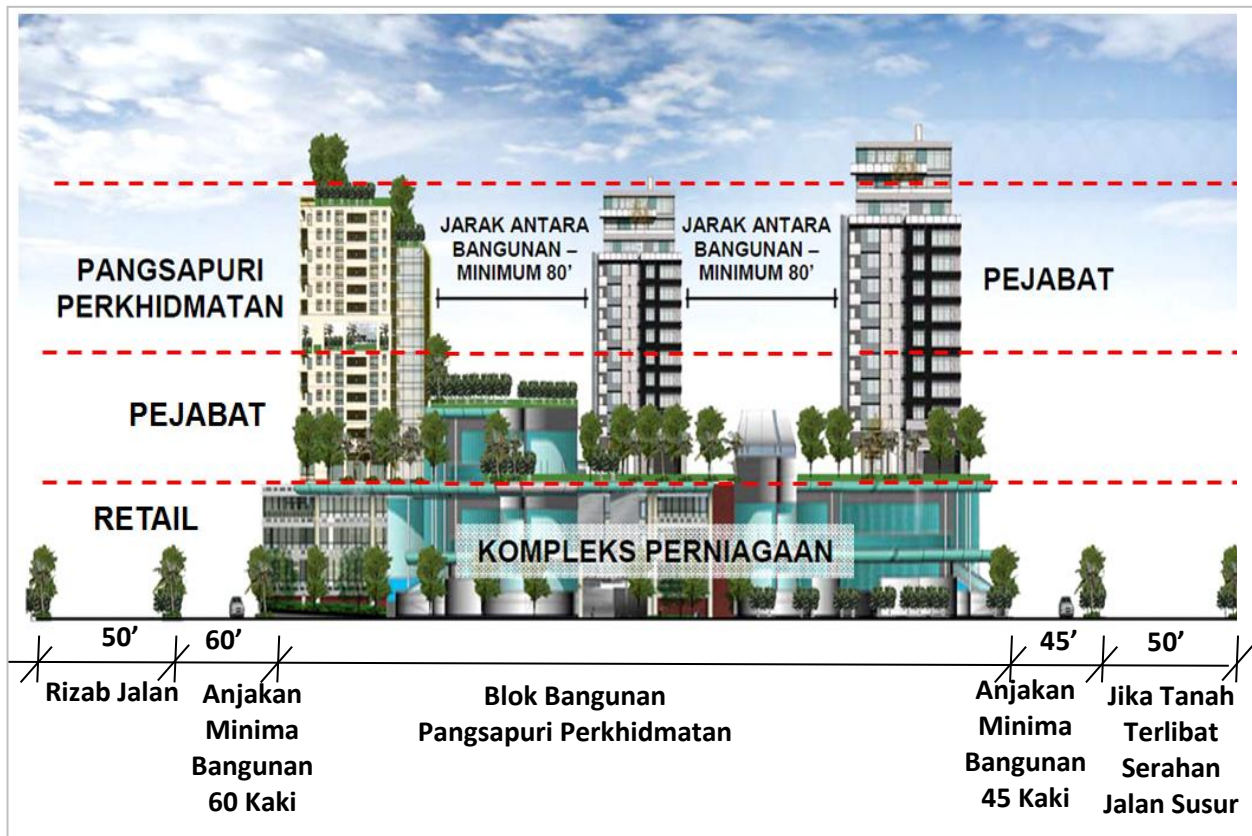 JARAK ANTARA
BANGUNAN –
MINIMUM 80'
JARAK ANTARA
BANGUNAN –
MINIMUM 80'
PANGSAPURI
PERKHIDMATAN
PEJABAT
PEJABAT
RETAIL
KOMPLEKS PERNIAGAAN
50’
60’
45’
50’
Rizab Jalan
Anjakan
Minima
Bangunan
60 Kaki
Blok Bangunan
Pangsapuri Perkhidmatan
Anjakan
Minima
Bangunan
45 Kaki
Jika Tanah
Terlibat
Serahan
Jalan Susur